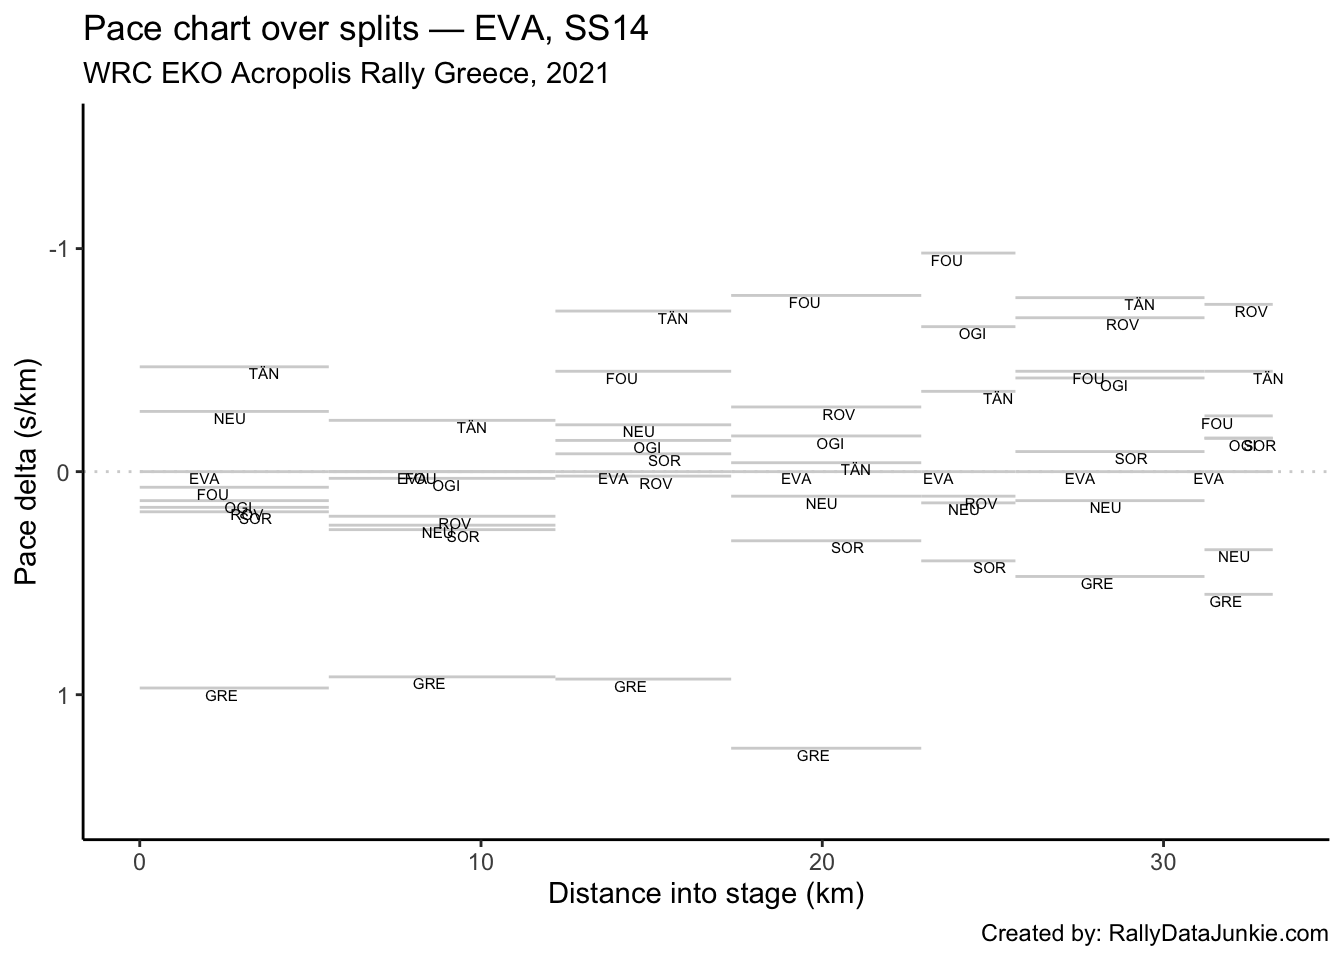 Pace chart over splits — EVA, SS14
WRC EKO Acropolis Rally Greece, 2021
Pace delta (s/km)
-1
0
1
TÄN
NEU
EVA
FOU
OGI
ROV
SOR
GRE
TÄN
EVA
FOU
OGI
ROV
NEU
SOR
GRE
TÄN
FOU
NEU
OGI
SOR
EVA
ROV
GRE
FOU
ROV
OGI
TÄN
EVA
NEU
SOR
GRE
FOU
OGI
TÄN
EVA
ROV
NEU
SOR
TÄN
ROV
FOU
OGI
SOR
EVA
NEU
GRE
ROV
TÄN
FOU
OGI
SOR
EVA
NEU
GRE
0 10 20 30
Distance into stage (km)
Created by: RallyDataJunkie.com